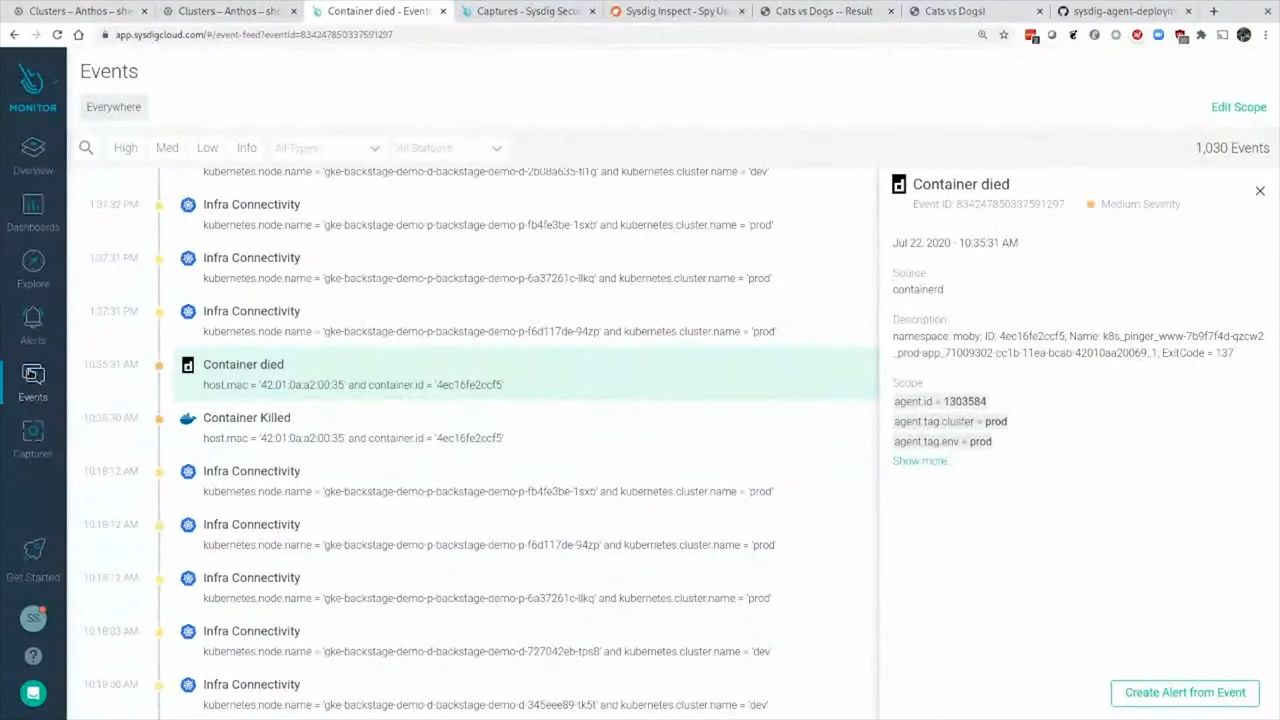 Clusters – Anthos – she
Clusters – Anthos – she
Container died - Event
Captures - Sysdig Secu
Sysdig Inspect - Spy Us
Cats vs Dogs -- Result
Cats vs Dogs!
sysdig-agent-deploym
app.sysdigcloud.com/#/event-feed?eventId=834247850337591297
MONITOR
Overview
Dashboards
Explore
Alerts
Events
Captures
Get Started
SS
Events
Everywhere
Edit Scope
High
Med
Low
Info
All Types
All Statuses
1,030 Events
kubernetes.node.name = 'gke-backstage-demo-d-backstage-demo-d-2b08a635-tl1g' and kubernetes.cluster.name = 'dev'
1:37:32 PM
Infra Connectivity
kubernetes.node.name = 'gke-backstage-demo-p-backstage-demo-p-fb4fe3be-1sxb' and kubernetes.cluster.name = 'prod'
1:37:31 PM
Infra Connectivity
kubernetes.node.name = 'gke-backstage-demo-p-backstage-demo-p-6a37261c-llkq' and kubernetes.cluster.name = 'prod'
1:37:31 PM
Infra Connectivity
kubernetes.node.name = 'gke-backstage-demo-p-backstage-demo-p-f6d117de-94zp' and kubernetes.cluster.name = 'prod'
10:35:31 AM
Container died
host.mac = '42:01:0a:a2:00:35' and container.id = '4ec16fe2ccf5'
10:35:30 AM
Container Killed
host.mac = '42:01:0a:a2:00:35' and container.id = '4ec16fe2ccf5'
10:18:12 AM
Infra Connectivity
kubernetes.node.name = 'gke-backstage-demo-p-backstage-demo-p-fb4fe3be-1sxb' and kubernetes.cluster.name = 'prod'
10:18:12 AM
Infra Connectivity
kubernetes.node.name = 'gke-backstage-demo-p-backstage-demo-p-f6d117de-94zp' and kubernetes.cluster.name = 'prod'
10:18:12 AM
Infra Connectivity
kubernetes.node.name = 'gke-backstage-demo-p-backstage-demo-p-6a37261c-llkq' and kubernetes.cluster.name = 'prod'
10:18:03 AM
Infra Connectivity
kubernetes.node.name = 'gke-backstage-demo-d-backstage-demo-d-727042eb-tps8' and kubernetes.cluster.name = 'dev'
10:18:00 AM
Infra Connectivity
kubernetes.node.name = 'gke-backstage-demo-d-backstage-demo-d-345eee89-tk5t' and kubernetes.cluster.name = 'dev'
Container died
Event ID: 834247850337591297
Medium Severity
Jul 22, 2020 - 10:35:31 AM
Source
containerd
Description
namespace: moby; ID: 4ec16fe2ccf5; Name: k8s_pinger_www-7b9f7f4d-qzcw2
_prod-app_71009302-cc1b-11ea-bcab-42010aa20069_1; ExitCode = 137
Scope
agent.id = 1303584
agent.tag.cluster = prod
agent.tag.env = prod
Show more.
Create Alert from Event